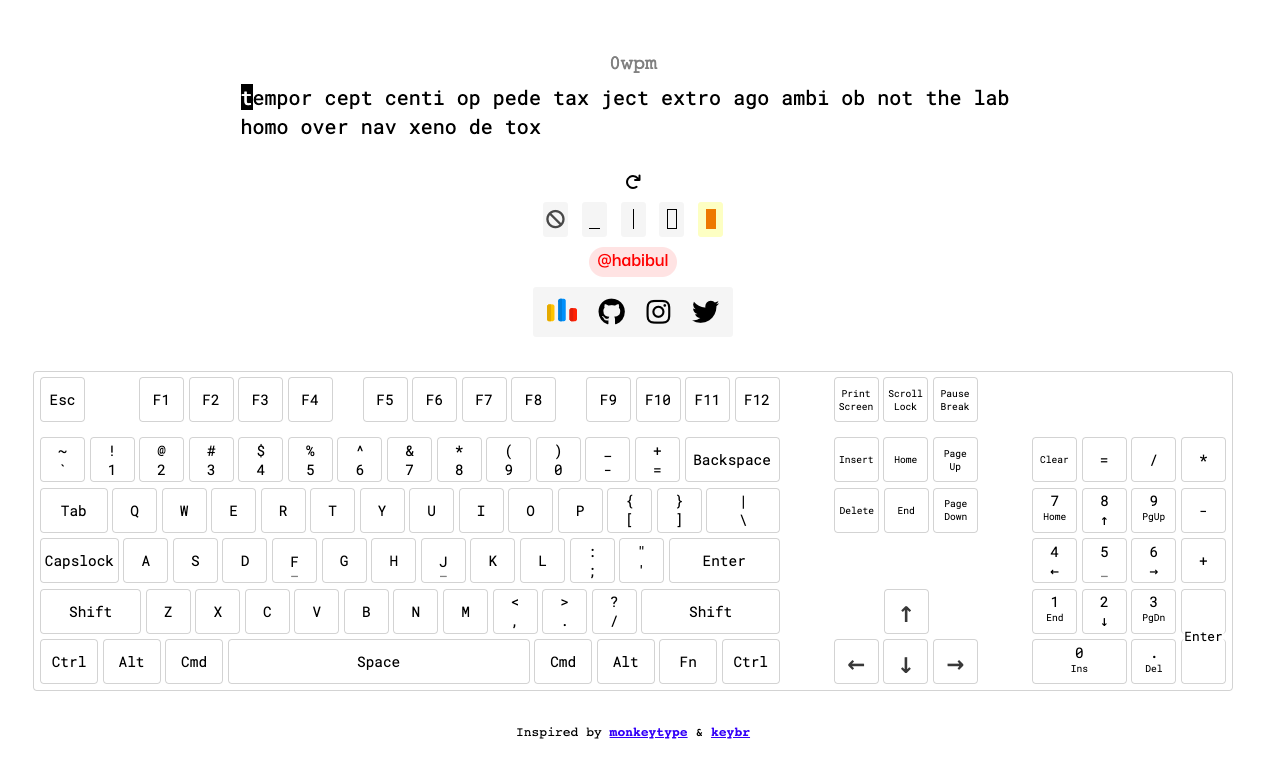 0wpm
tempor cept centi op pede tax ject extro ago ambi ob not the lab
homo over nav xeno de tox
@habibul
Esc F1 F2 F3 F4 F5 F6 F7 F8 F9 F10 F11 F12 Print Screen Scroll Lock Pause Break
~ ` ! 1 @ 2 # 3 $ 4 % 5 ^ 6 & 7 * 8 ( 9 ) 0 _ - + = Backspace Insert Home Page Up Clear = / *
Tab Q W E R T Y U I O P { [ } ] | \ Delete End Page Down 7 Home 8 ↑ 9 PgUp -
Capslock A S D F _ G H J _ K L : ; " ' Enter 4 ← 5 _ 6 → +
Shift Z X C V B N M < , > . ? / Shift ↑ 1 End 2 ↓ 3 PgDn Enter
Ctrl Alt Cmd Space Cmd Alt Fn Ctrl ← ↓ → 0 Ins . Del
Inspired by monkeytype & keybr